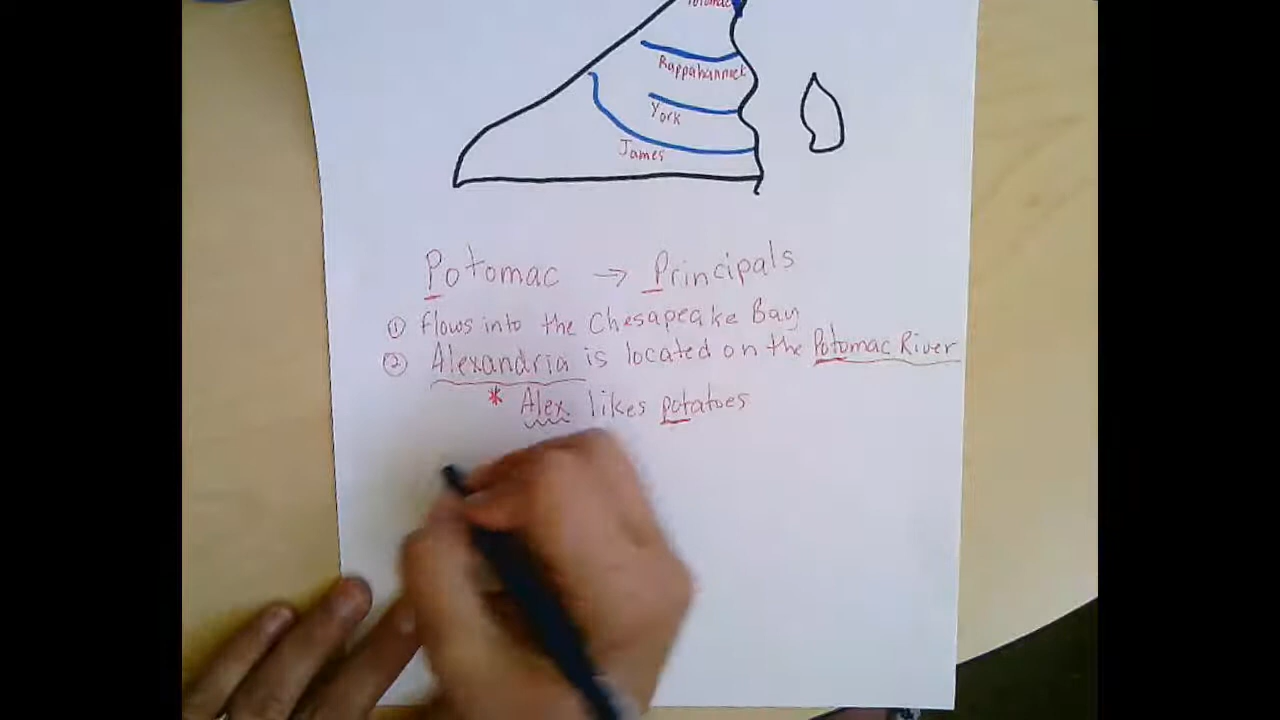 Potomac
Rappahannock
York
James
Potomac → Principals
① flows into the Chesapeake Bay
② Alexandria is located on the Potomac River
* Alex likes potatoes